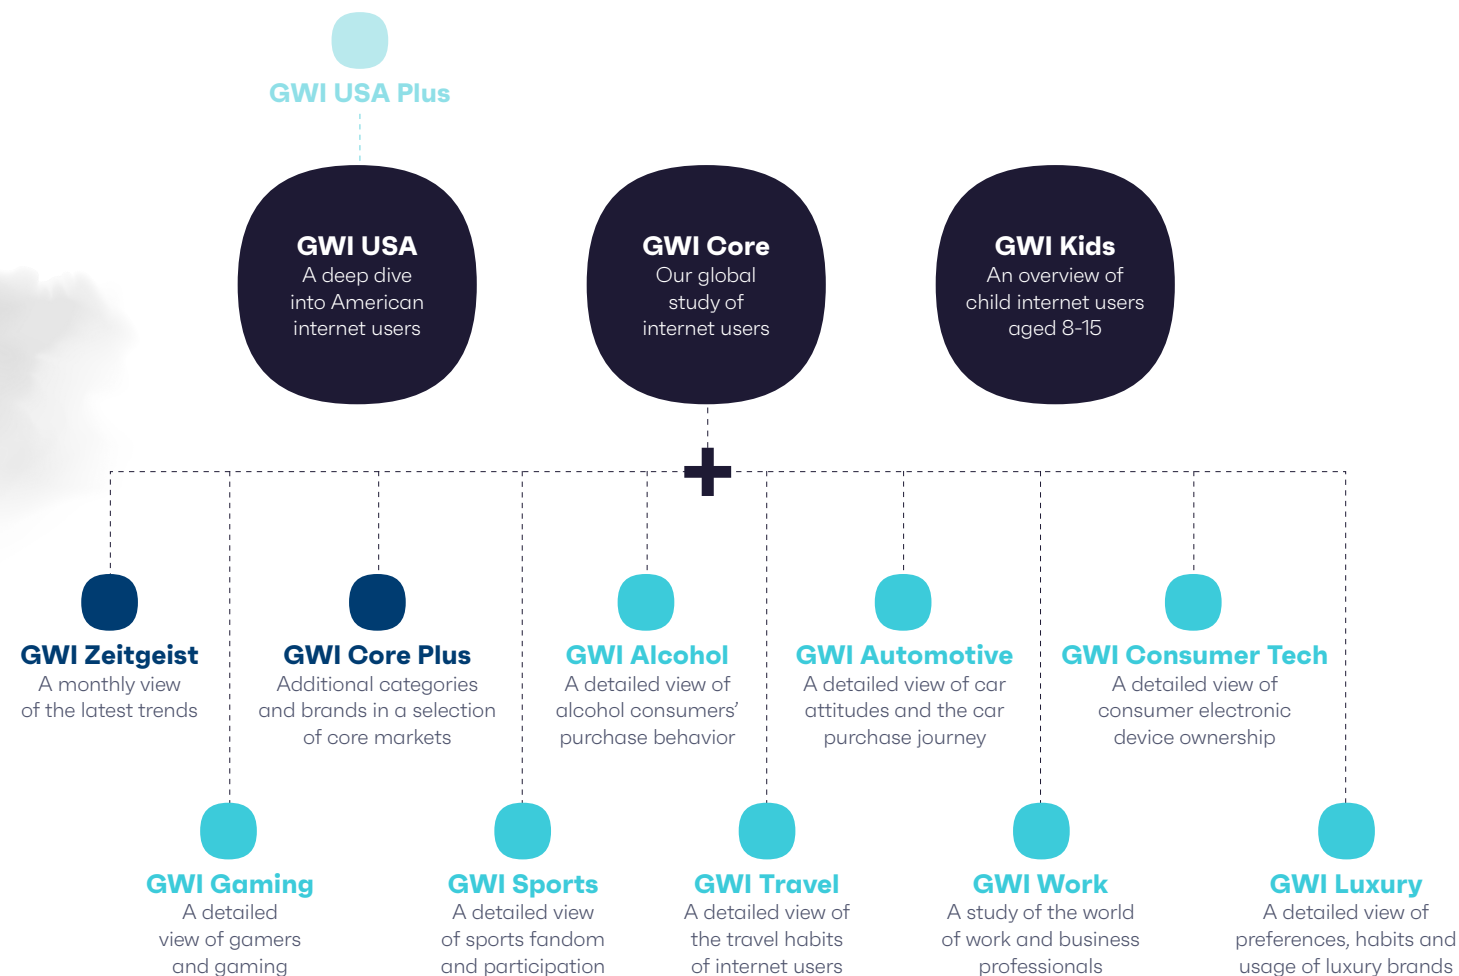 GWI USA Plus
GWI USA
A deep dive
into American
internet users
GWI Core
Our global
study of
internet users
GWI Kids
An overview of
child internet users
aged 8-15
GWI Zeitgeist
A monthly view
of the latest trends
GWI Core Plus
Additional categories
and brands in a selection
of core markets
GWI Alcohol
A detailed view of
alcohol consumers’
purchase behavior
GWI Automotive
A detailed view of car
attitudes and the car
purchase journey
GWI Consumer Tech
A detailed view of
consumer electronic
device ownership
GWI Gaming
A detailed
view of gamers
and gaming
GWI Sports
A detailed view
of sports fandom
and participation
GWI Travel
A detailed view of
the travel habits
of internet users
GWI Work
A study of the world
of work and business
professionals
GWI Luxury
A detailed view of
preferences, habits and
usage of luxury brands